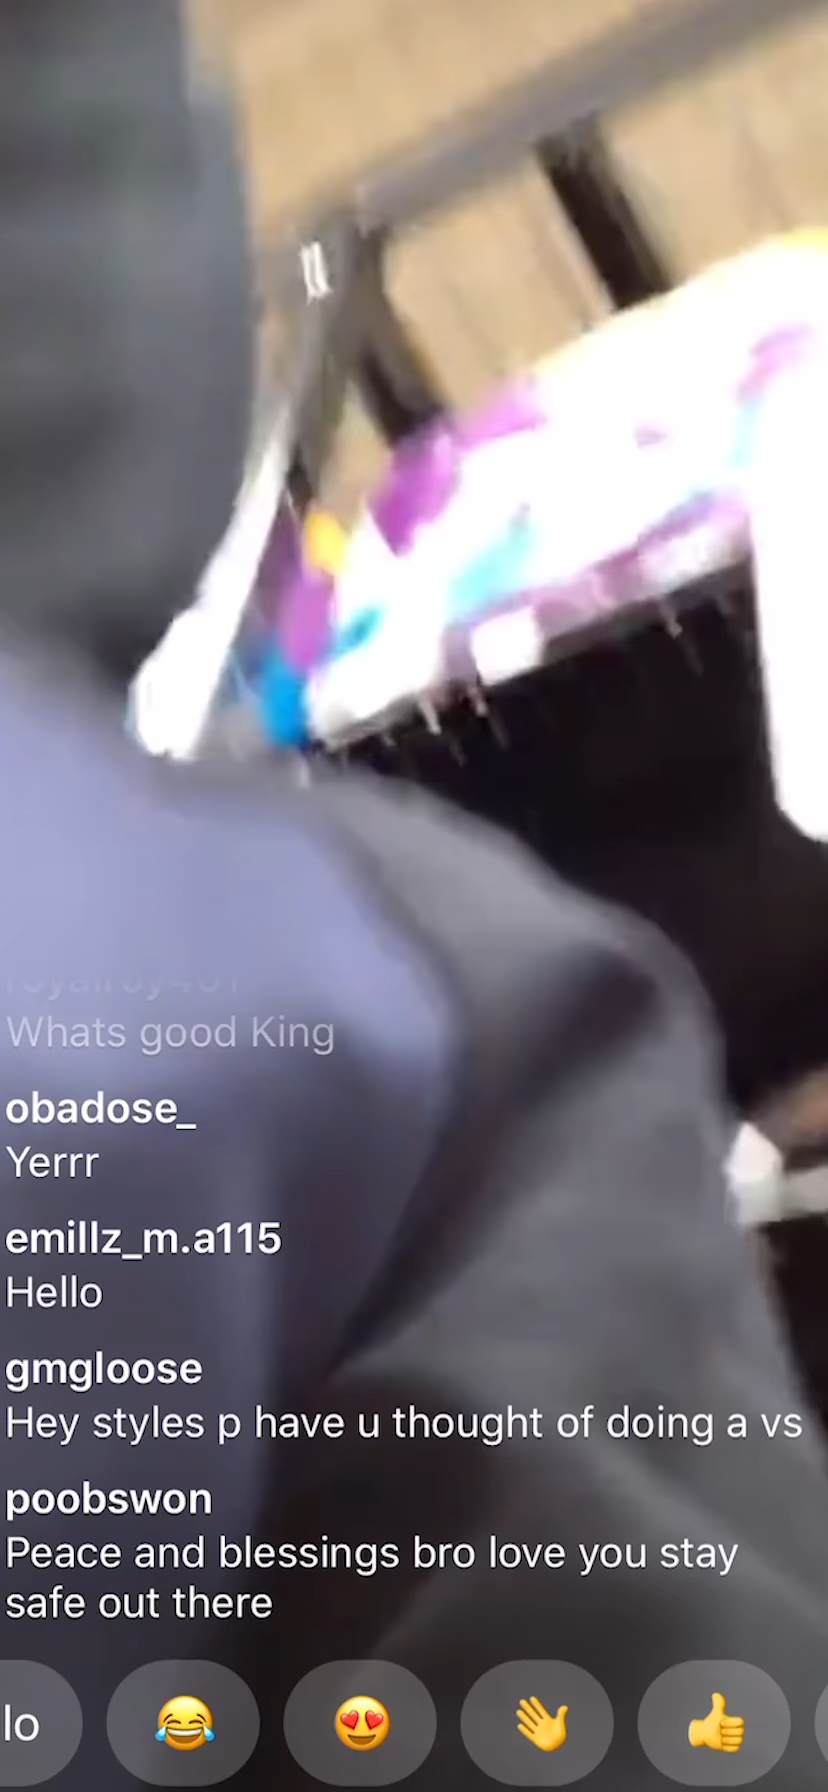 Whats good King
obadose_
Yerrr
emillz_m.a115
Hello
gmgloose
Hey styles p have u thought of doing a vs
poobswon
Peace and blessings bro love you stay
safe out there
lo 😂 😍 👋 👍